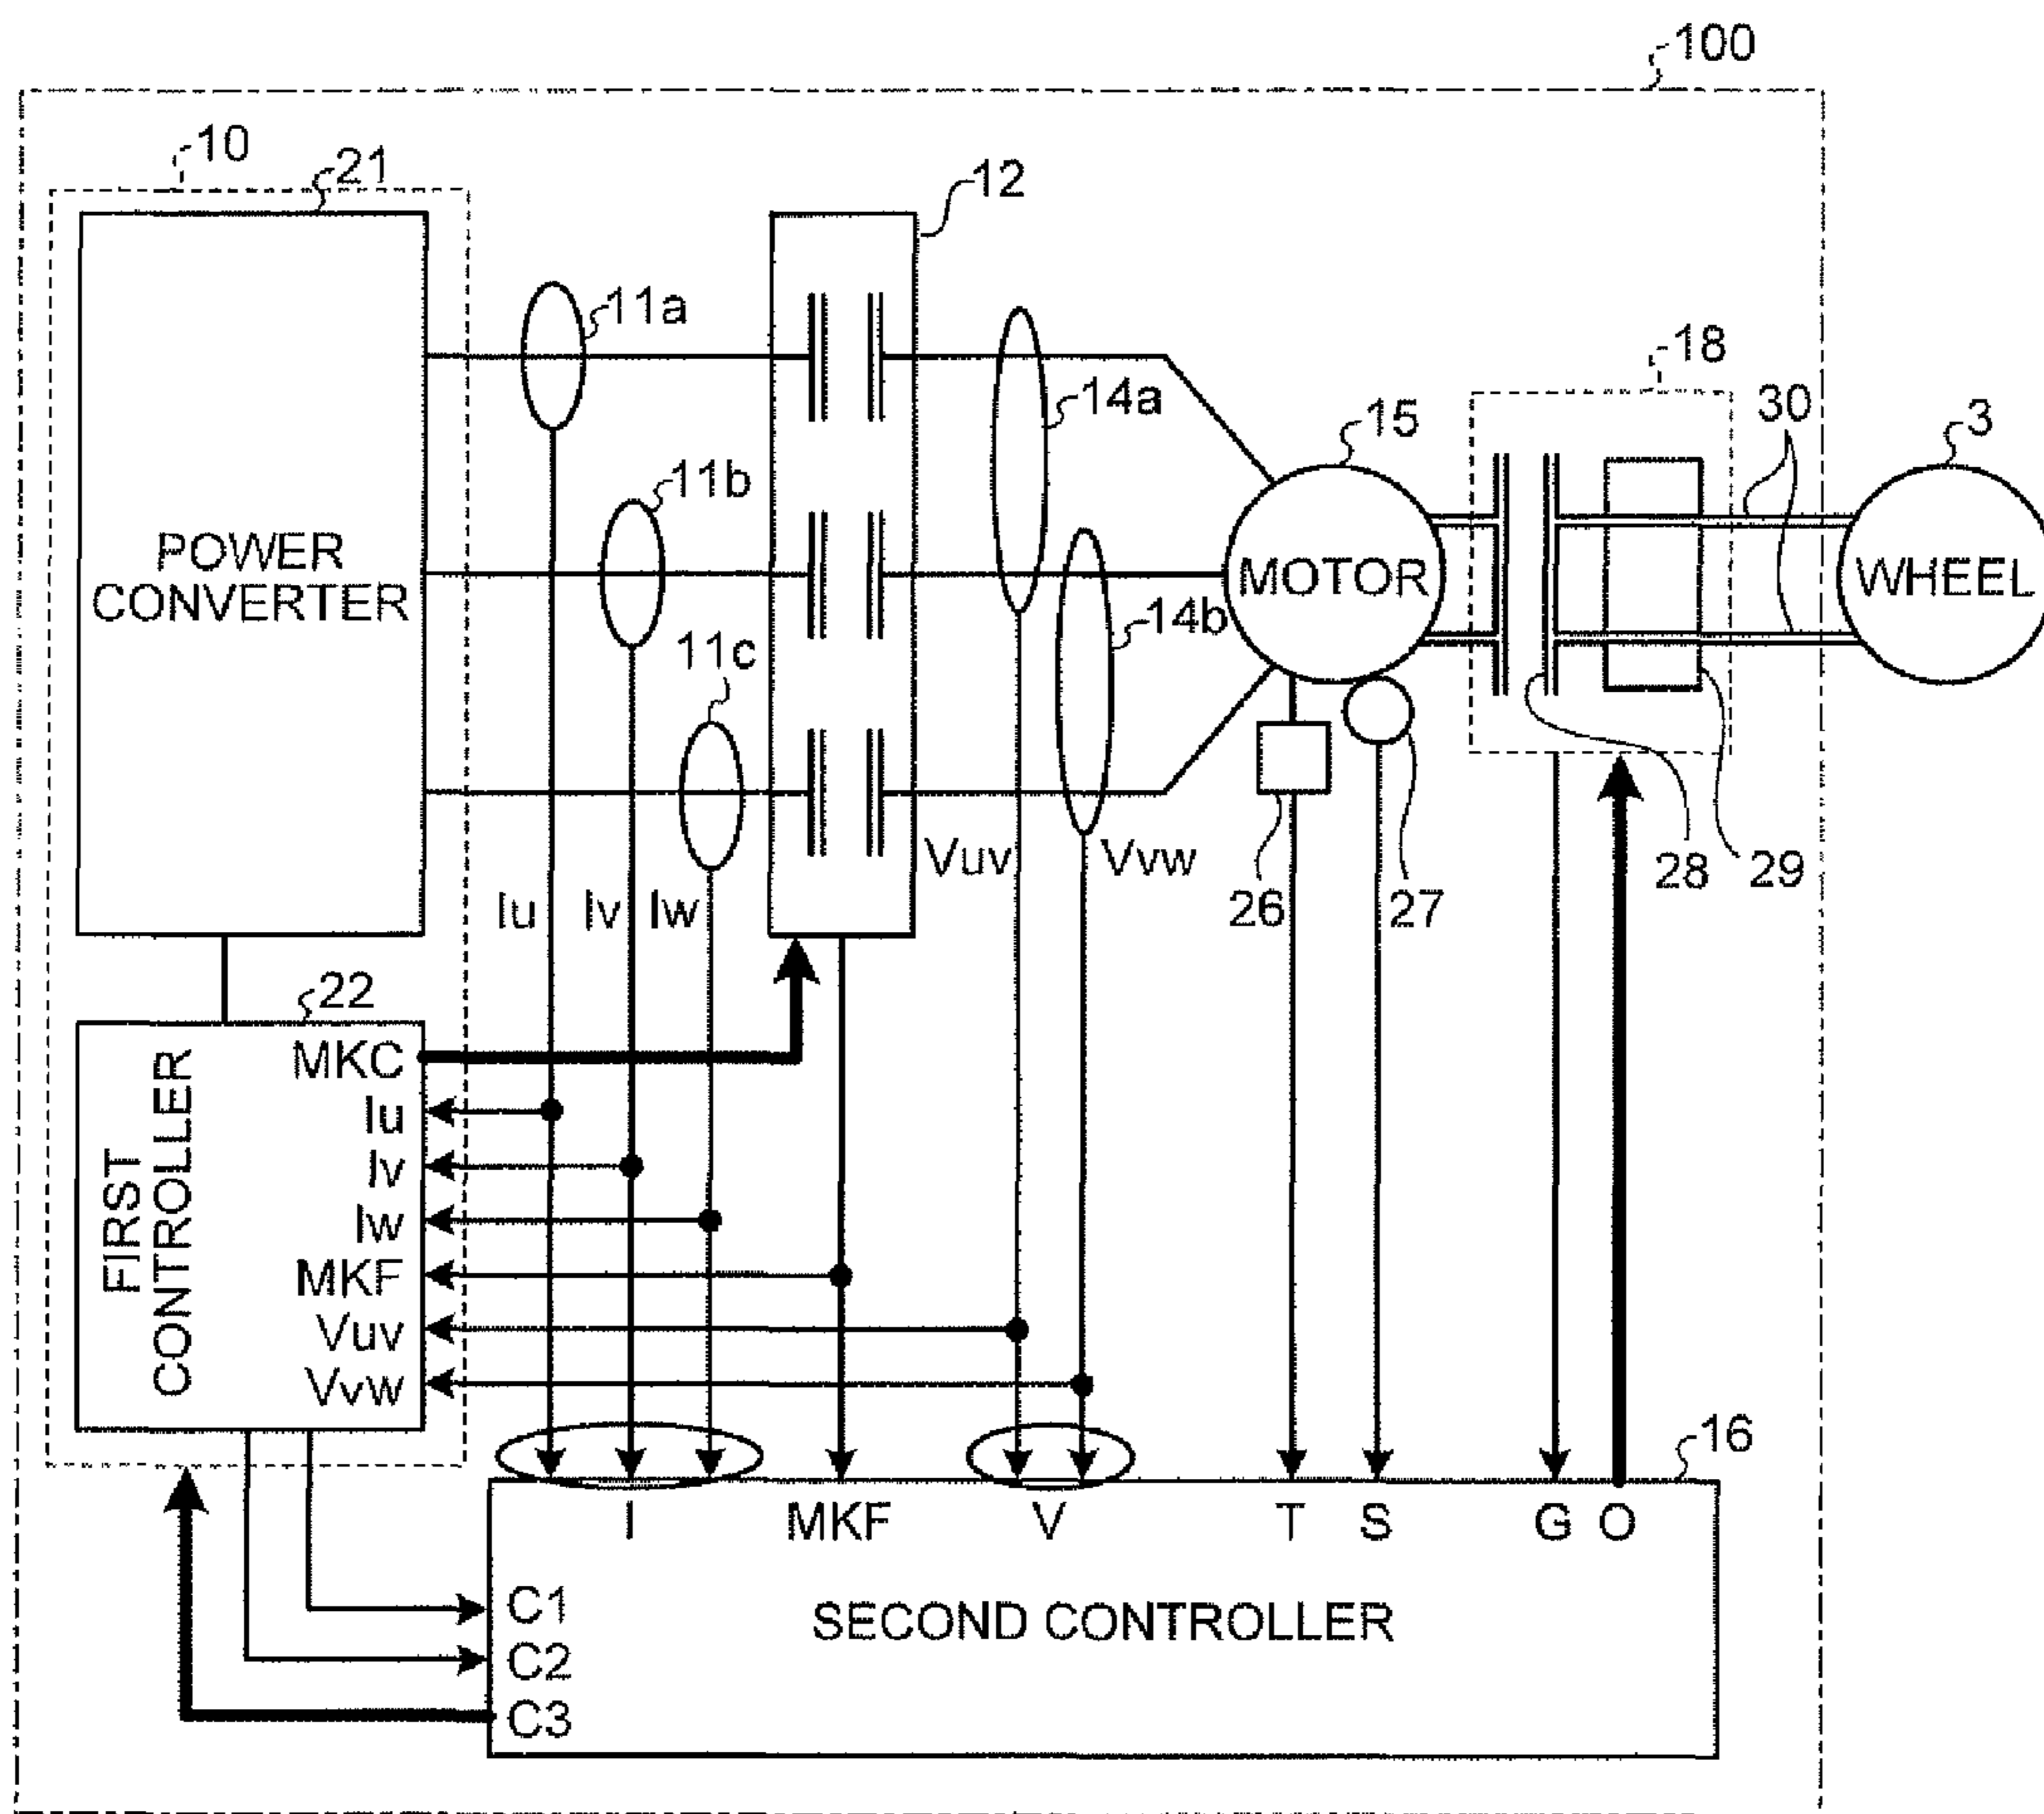 100
10
21
12
11a
18
14a
15
30
3
11b
POWER
CONVERTER
MOTOR
WHEEL
14b
11c
Vuv
Vvw
28
29
Iu
Iv
Iw
26
27
22
MKC
Iu
Iv
Iw
MKF
Vuv
Vvw
FIRST
CONTROLLER
16
I
MKF
V
T
S
G
O
C1
C2
C3
SECOND CONTROLLER